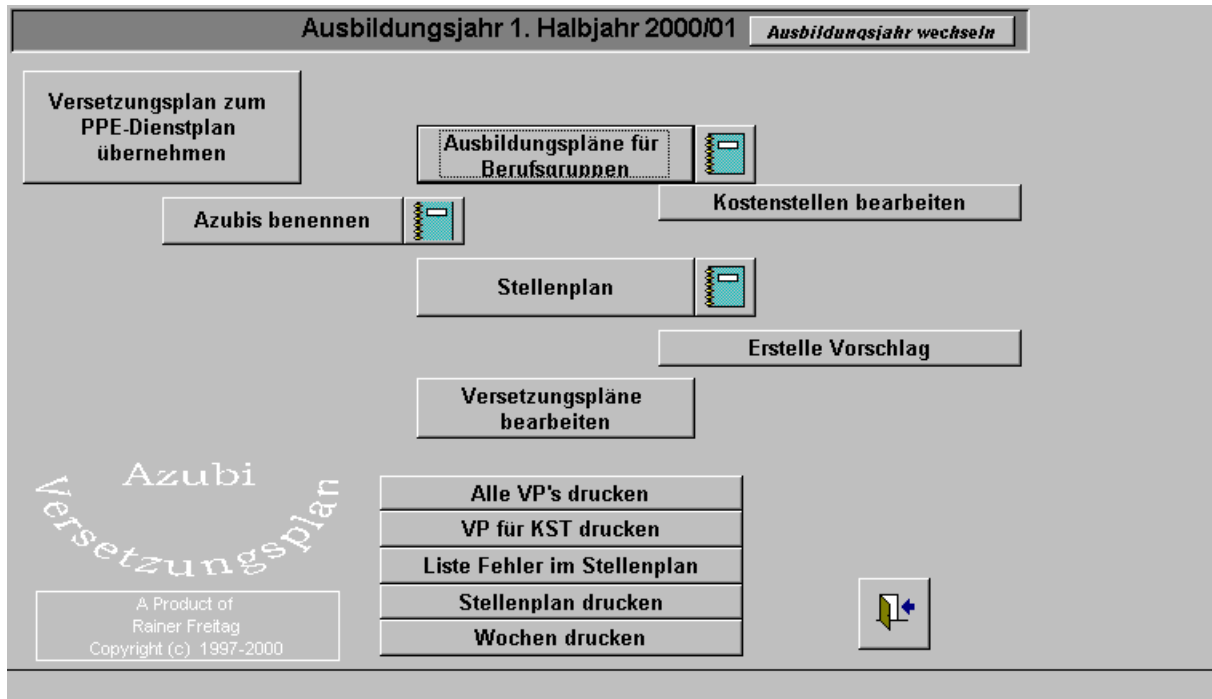 Ausbildungsjahr 1. Halbjahr 2000/01
Ausbildungsjahr wechseln
Versetzungsplan zum
PPE-Dienstplan
übernehmen
Ausbildungspläne für
Berufsgruppen
Kostenstellen bearbeiten
Azubis benennen
Stellenplan
Erstelle Vorschlag
Versetzungspläne
bearbeiten
Azubi
Versetzungsplan
A Product of
Rainer Freitag
Copyright (c) 1997-2000
Alle VP's drucken
VP für KST drucken
Liste Fehler im Stellenplan
Stellenplan drucken
Wochen drucken